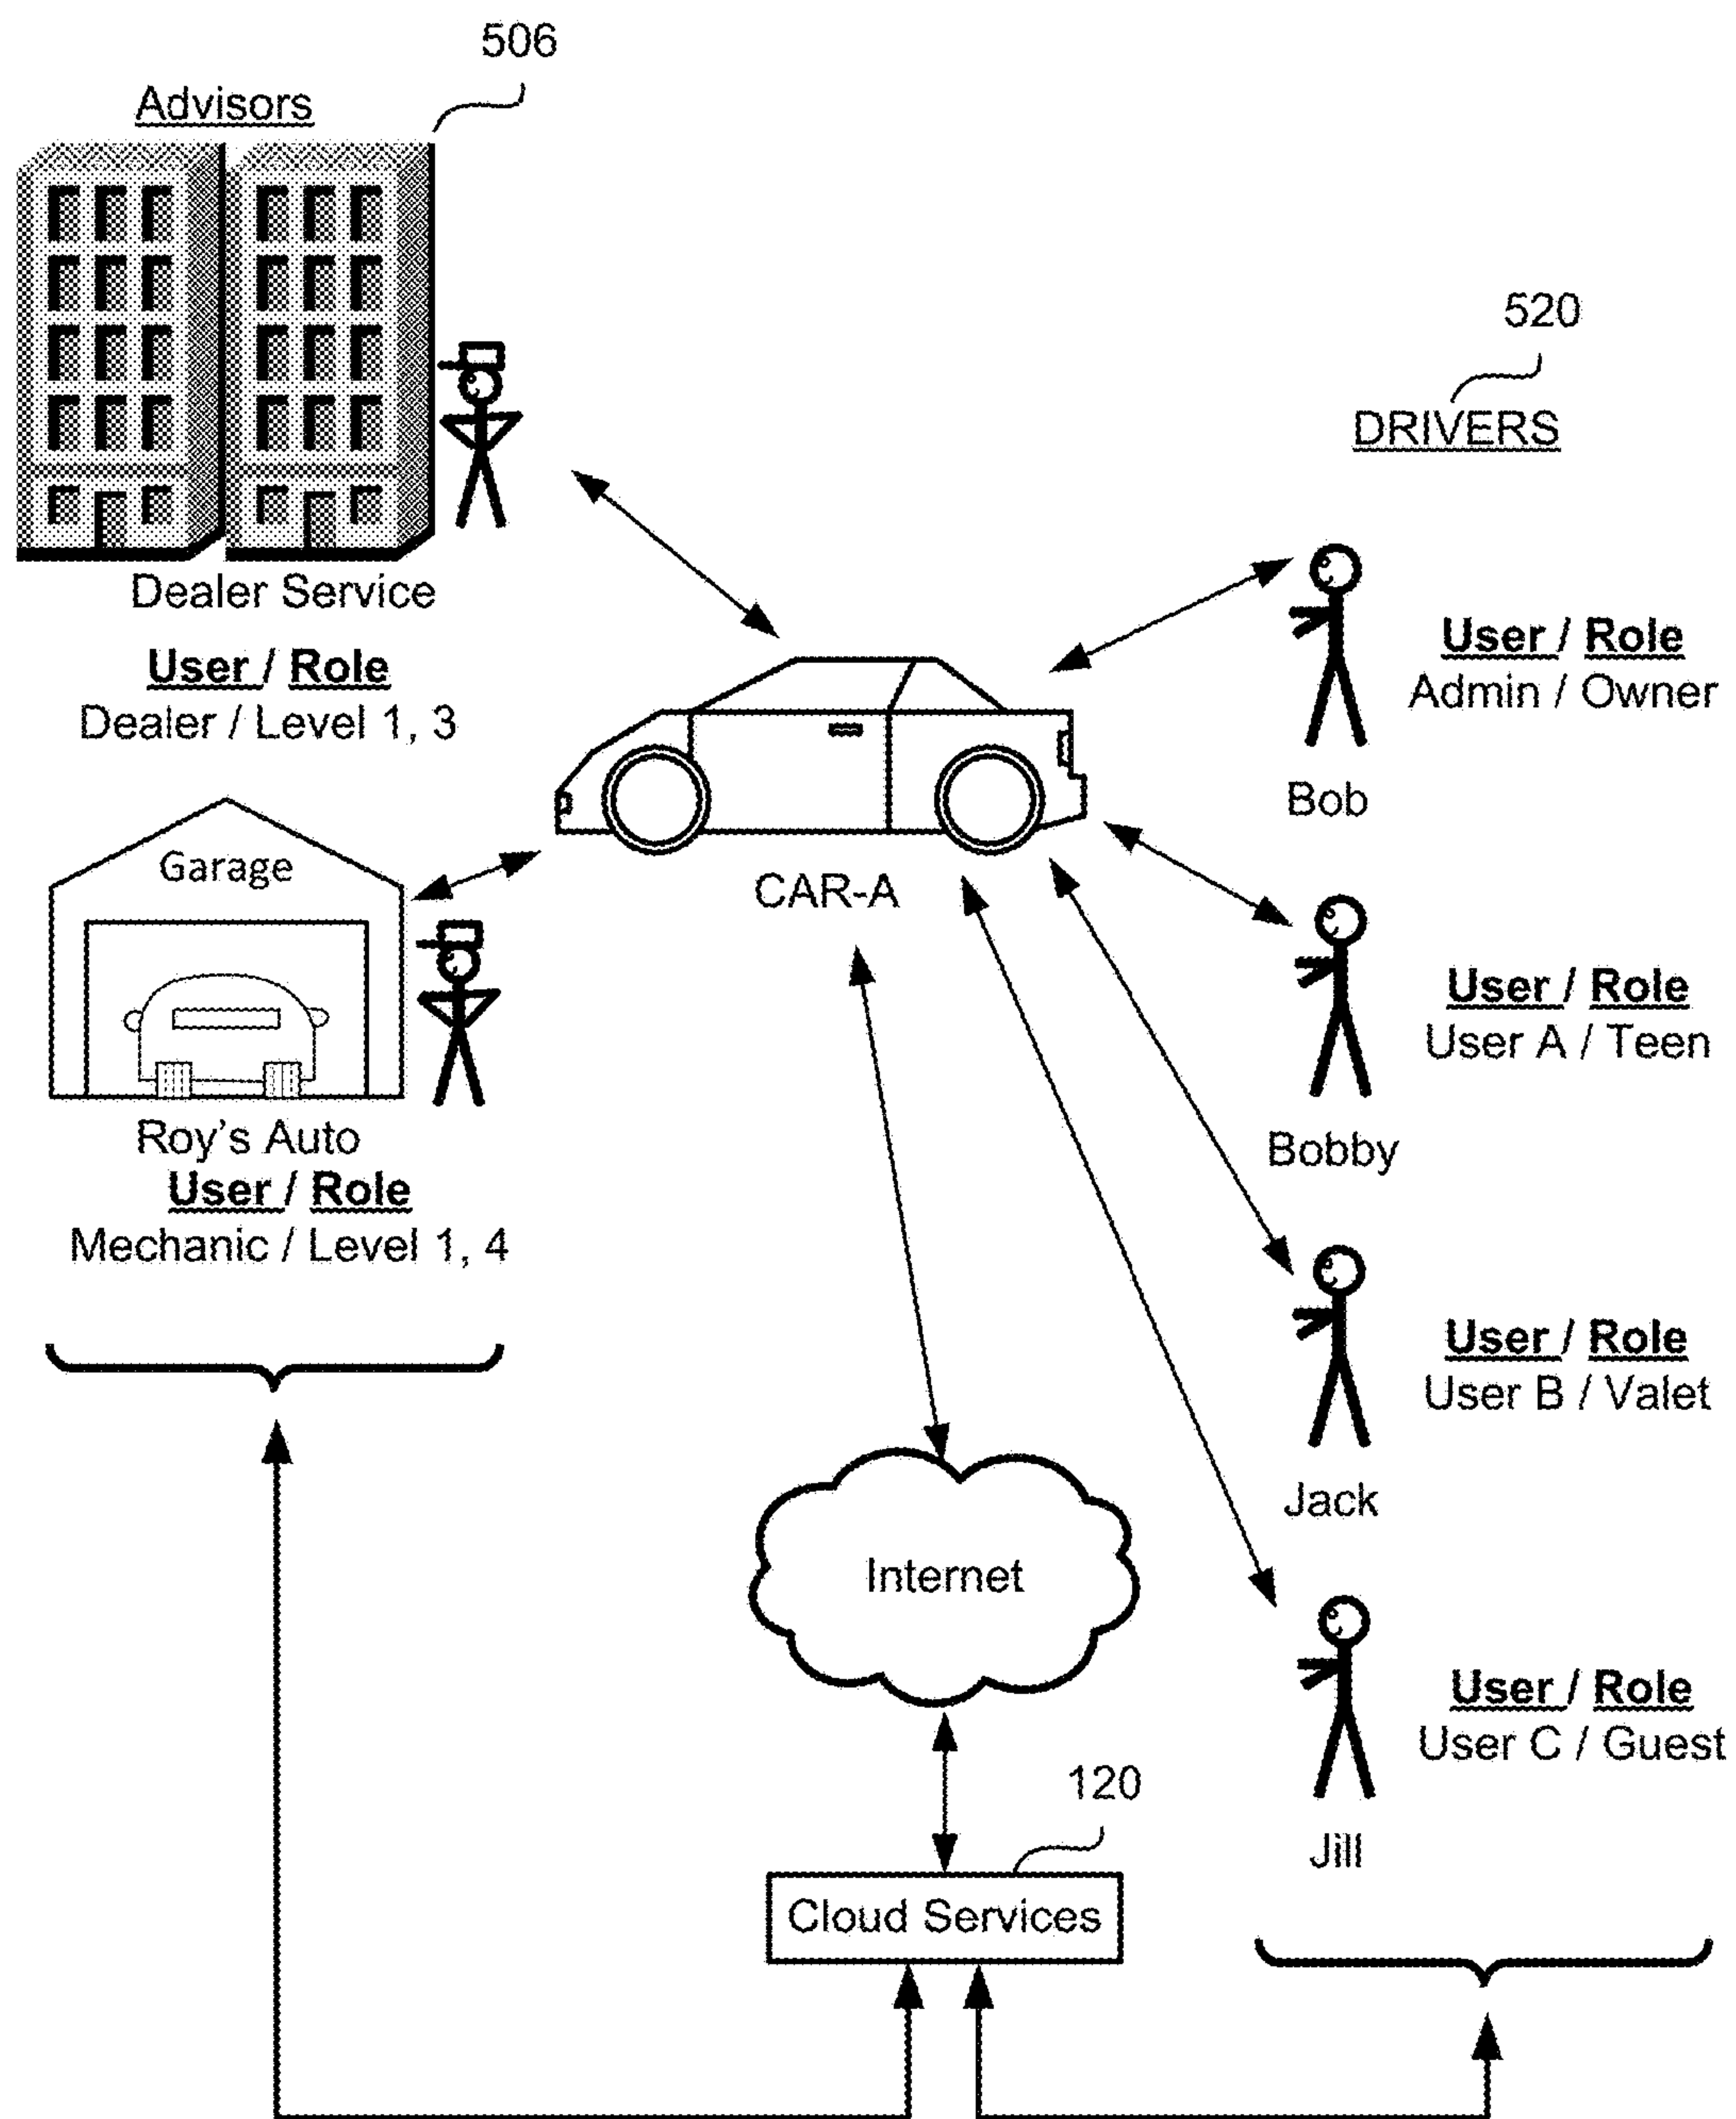 506
Advisors
Dealer Service
User / Role
Dealer / Level 1, 3
Garage
Roy's Auto
User / Role
Mechanic / Level 1, 4
CAR-A
520
DRIVERS
User / Role
Admin / Owner
Bob
User / Role
User A / Teen
Bobby
User / Role
User B / Valet
Jack
User / Role
User C / Guest
Jill
Internet
120
Cloud Services